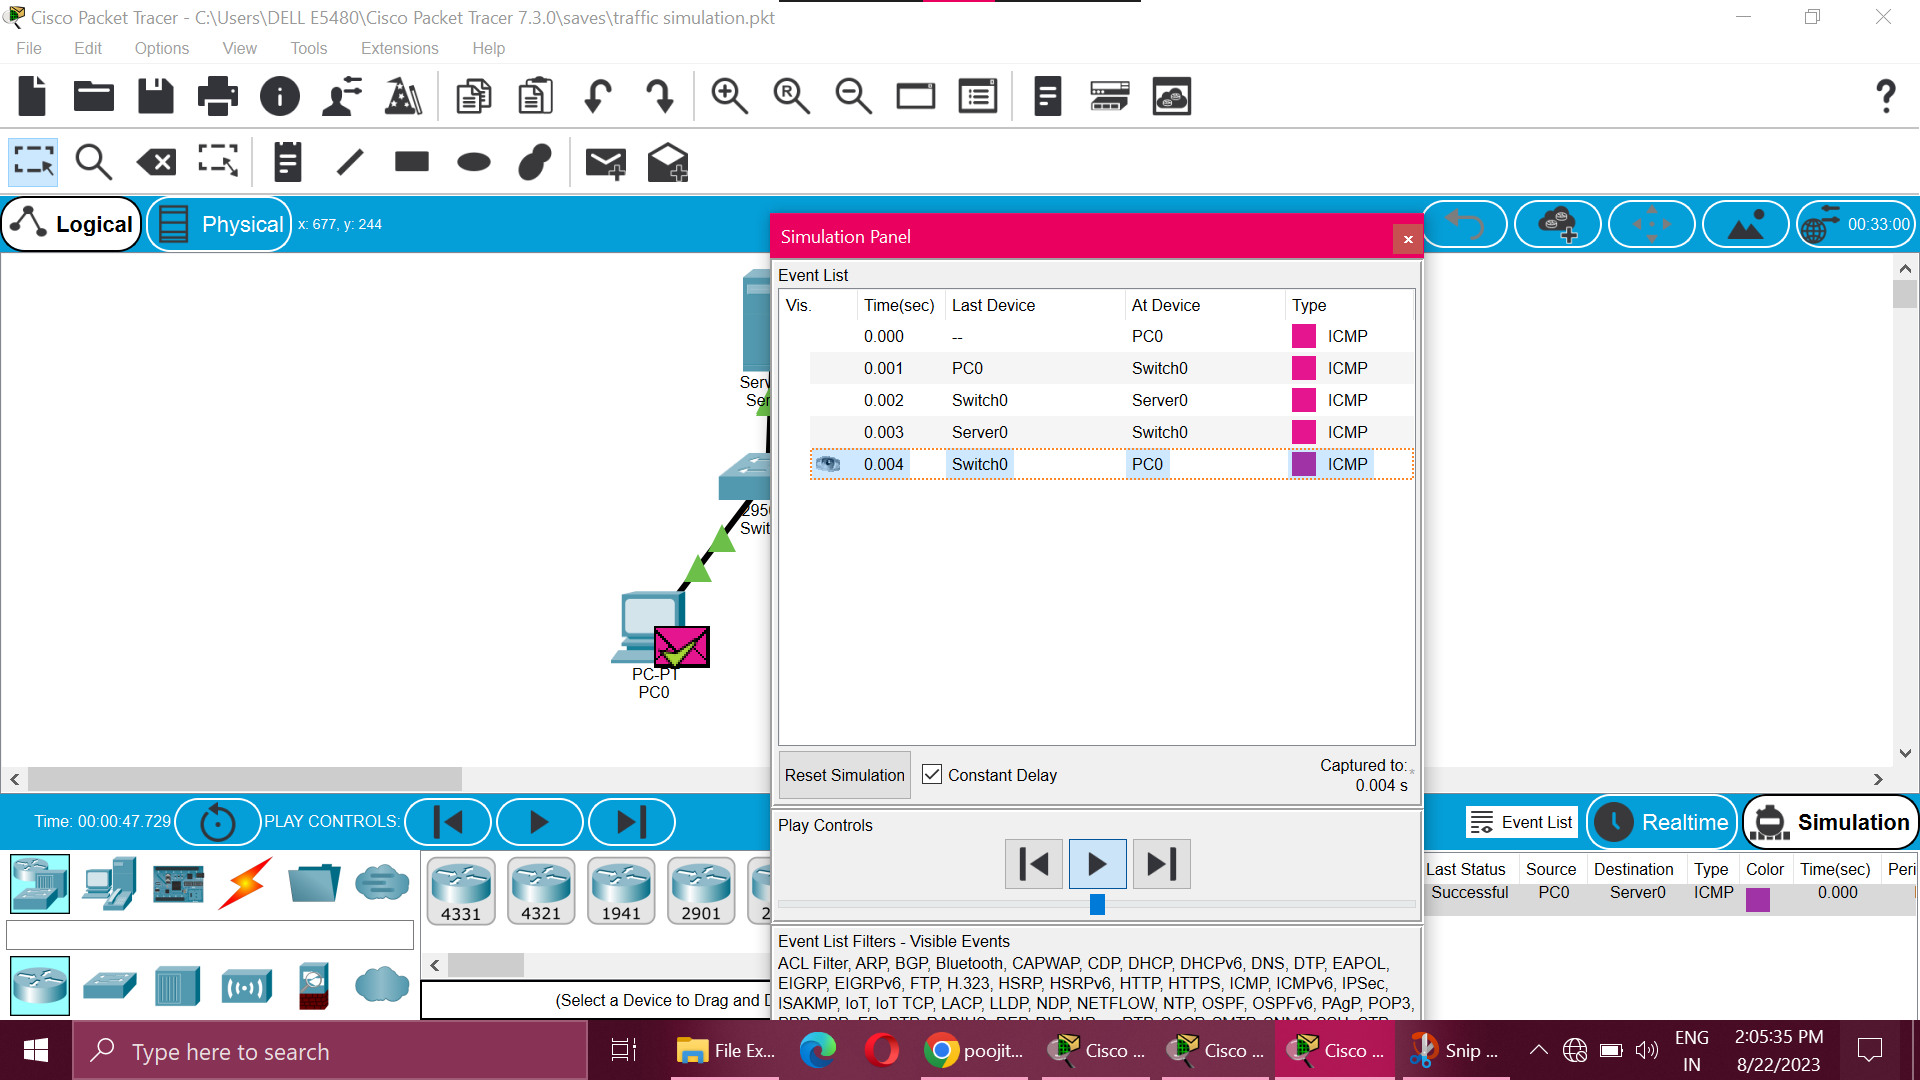 Cisco Packet Tracer - C:\Users\DELL E5480\Cisco Packet Tracer 7.3.0\saves\traffic simulation.pkt
File Edit Options View Tools Extensions Help
Logical Physical x: 677, y: 244
00:33:00
Simulation Panel
Event List
Vis. Time(sec) Last Device At Device Type
0.000 -- PC0 ICMP
0.001 PC0 Switch0 ICMP
0.002 Switch0 Server0 ICMP
0.003 Server0 Switch0 ICMP
0.004 Switch0 PC0 ICMP
Serv
Ser
295
Swit
PC-PT
PC0
Reset Simulation Constant Delay Captured to:
0.004 s
Time: 00:00:47.729 PLAY CONTROLS:
Play Controls
Event List Realtime Simulation
4331 4321 1941 2901 2
Last Status Source Destination Type Color Time(sec) Peri
Successful PC0 Server0 ICMP 0.000
(Select a Device to Drag and D
Event List Filters - Visible Events
ACL Filter, ARP, BGP, Bluetooth, CAPWAP, CDP, DHCP, DHCPv6, DNS, DTP, EAPOL,
EIGRP, EIGRPv6, FTP, H.323, HSRP, HSRPv6, HTTP, HTTPS, ICMP, ICMPv6, IPSec,
ISAKMP, IoT, IoT TCP, LACP, LLDP, NDP, NETFLOW, NTP, OSPF, OSPFv6, PAgP, POP3,
Type here to search
File Ex... poojit... Cisco ... Cisco ... Cisco ... Snip ...
ENG
IN
2:05:35 PM
8/22/2023